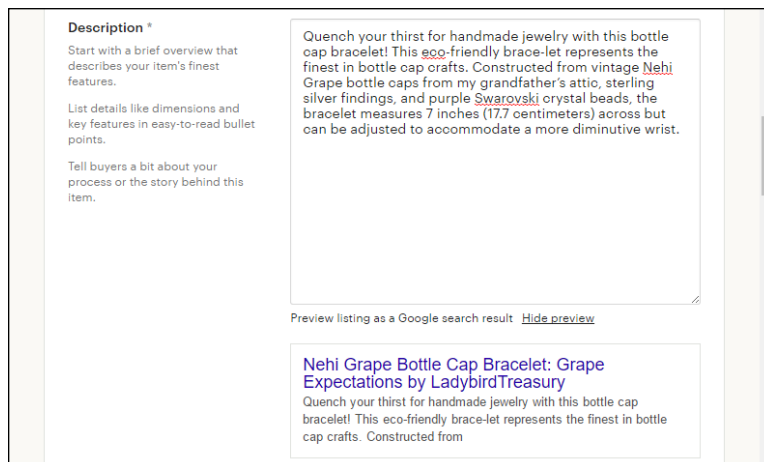 Description *
Start with a brief overview that
describes your item's finest
features.
List details like dimensions and
key features in easy-to-read bullet
points.
Tell buyers a bit about your
process or the story behind this
item.
Quench your thirst for handmade jewelry with this bottle
cap bracelet! This eco-friendly brace-let represents the
finest in bottle cap crafts. Constructed from vintage Nehi
Grape bottle caps from my grandfather's attic, sterling
silver findings, and purple Swarovski crystal beads, the
bracelet measures 7 inches (17.7 centimeters) across but
can be adjusted to accommodate a more diminutive wrist.
Preview listing as a Google search result Hide preview
Nehi Grape Bottle Cap Bracelet: Grape
Expectations by LadybirdTreasury
Quench your thirst for handmade jewelry with this bottle cap
bracelet! This eco-friendly brace-let represents the finest in bottle
cap crafts. Constructed from